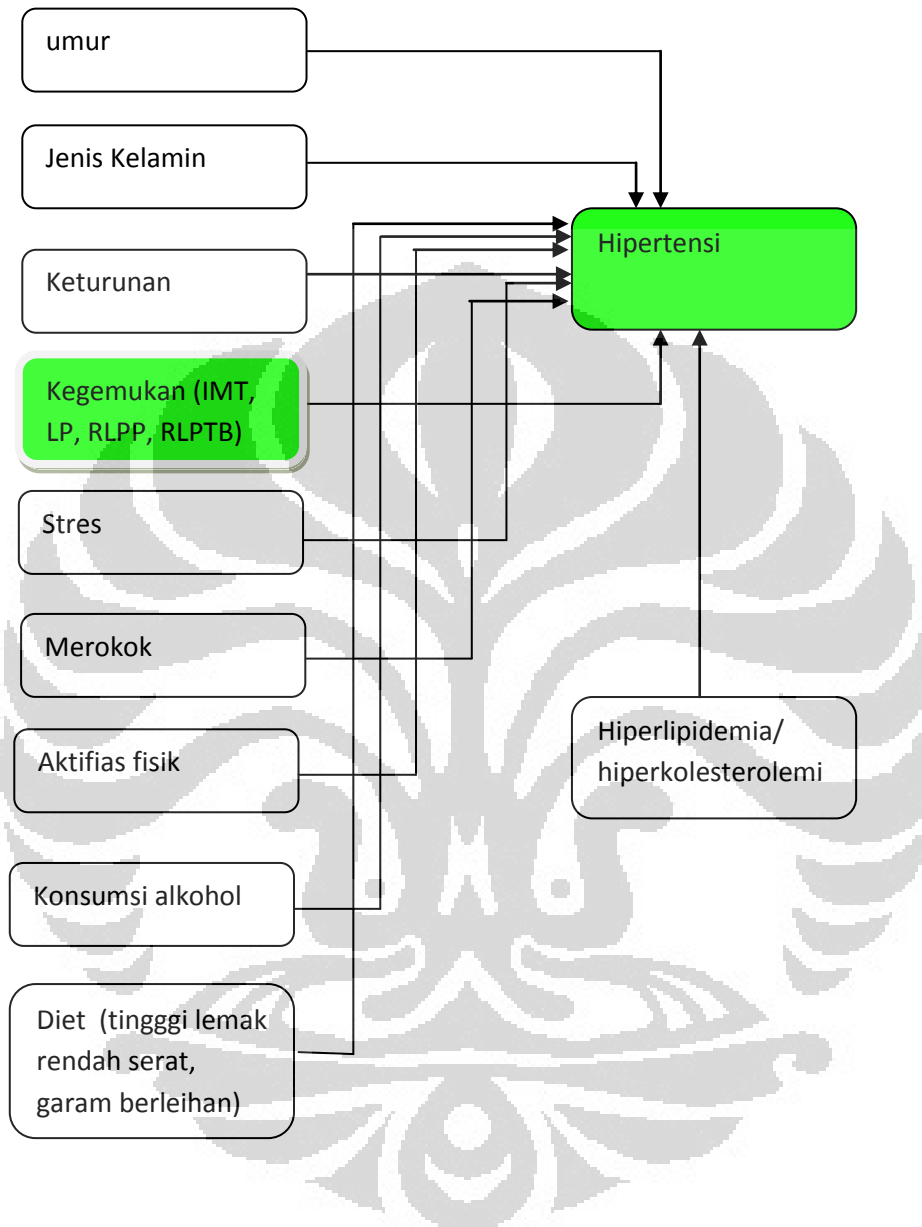 umur
Jenis Kelamin
Keturunan
Hipertensi
Kegemukan (IMT,
LP, RLPP, RLPTB)
Stres
Merokok
Aktifias fisik
Hiperlipidemia/
hiperkolesterolemi
Konsumsi alkohol
Diet (tingggi lemak
rendah serat,
garam berleihan)